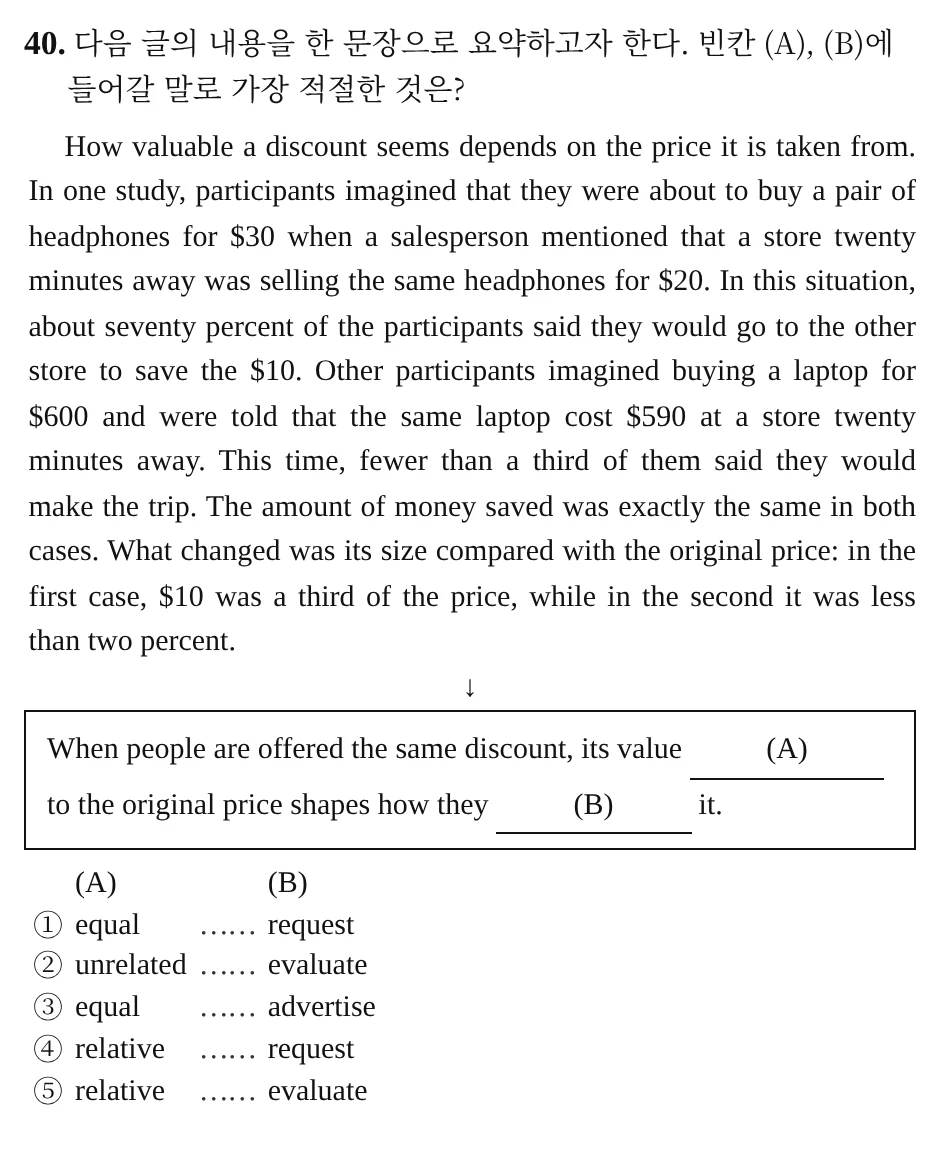 40. 다음 글의 내용을 한 문장으로 요약하고자 한다. 빈칸 (A), (B)에
들어갈 말로 가장 적절한 것은?
How valuable a discount seems depends on the price it is taken from.
In one study, participants imagined that they were about to buy a pair of
headphones for $30 when a salesperson mentioned that a store twenty
minutes away was selling the same headphones for $20. In this situation,
about seventy percent of the participants said they would go to the other
store to save the $10. Other participants imagined buying a laptop for
$600 and were told that the same laptop cost $590 at a store twenty
minutes away. This time, fewer than a third of them said they would
make the trip. The amount of money saved was exactly the same in both
cases. What changed was its size compared with the original price: in the
first case, $10 was a third of the price, while in the second it was less
than two percent.
↓
When people are offered the same discount, its value (A)
to the original price shapes how they (B) it.
(A) (B)
① equal …… request
② unrelated …… evaluate
③ equal …… advertise
④ relative …… request
⑤ relative …… evaluate